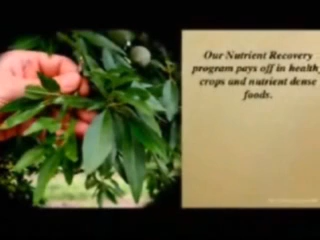 Our Nutrient Recovery
program pays off in healthy
crops and nutrient dense
foods.